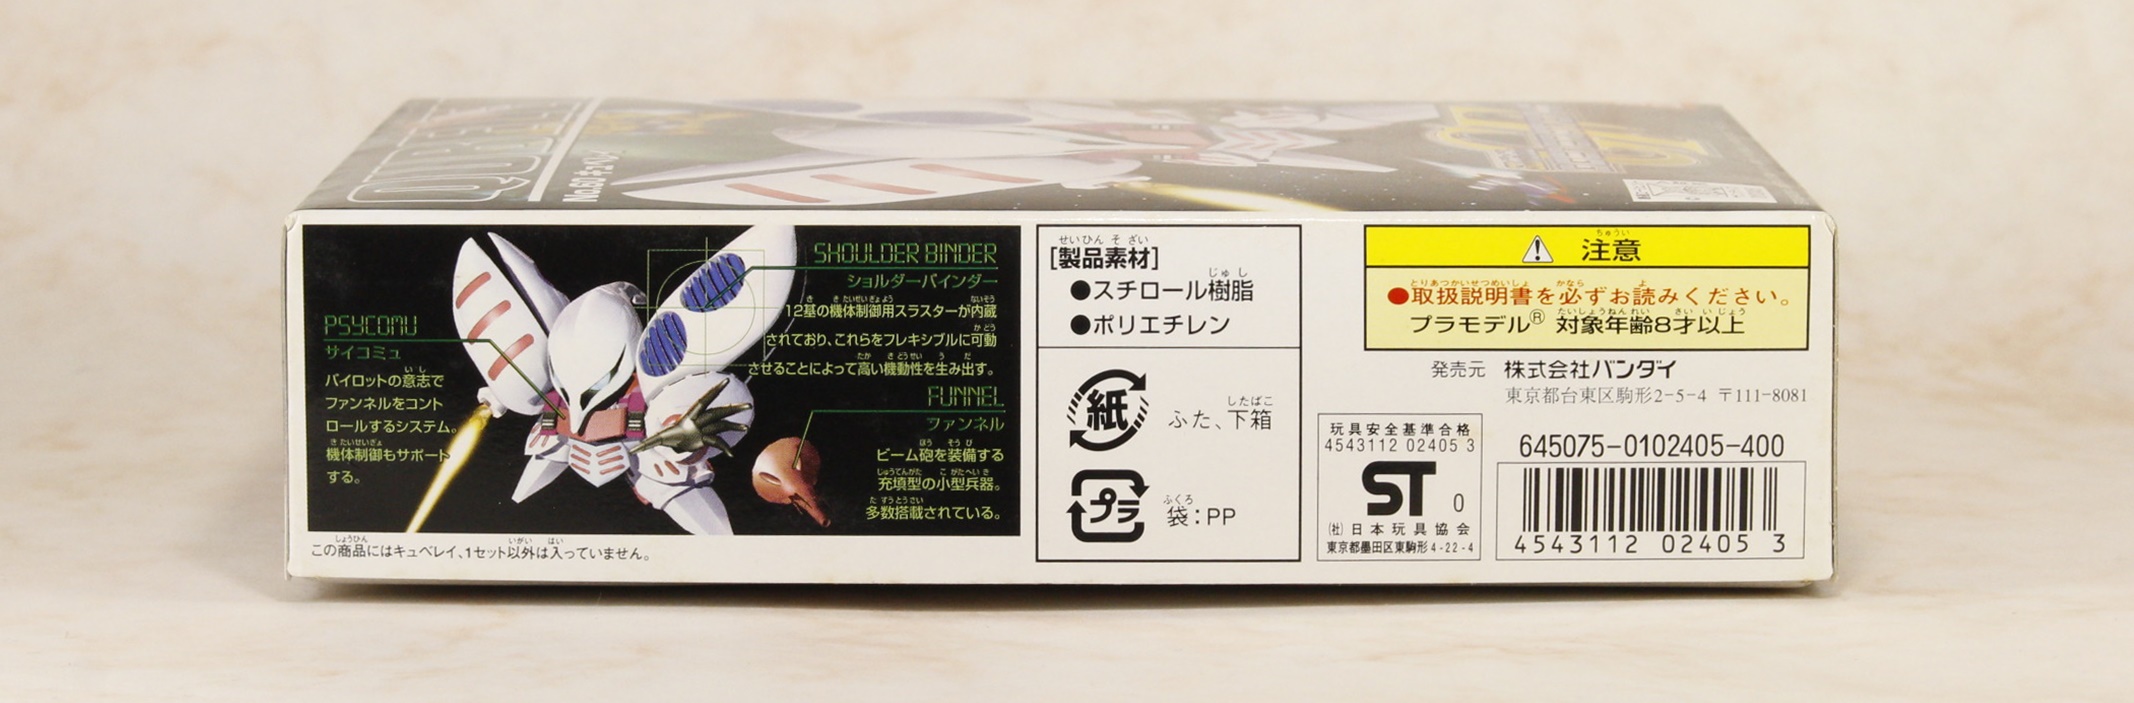 QUBELEY
No.60 キュベレイ
PSYCOMU
サイコミュ
パイロットの意志で
ファンネルをコント
ロールするシステム。
機体制御もサポート
する。
SHOULDER BINDER
ショルダーバインダー
12基の機体制御用スラスターが内蔵
されており、これらをフレキシブルに可動
させることによって高い機動性を生み出す。
FUNNEL
ファンネル
ビーム砲を装備する
充填型の小型兵器。
多数搭載されている。
この商品にはキュベレイ、1セット以外は入っていません。
[製品素材]
●スチロール樹脂
●ポリエチレン
紙 ふた、下箱
プラ 袋:PP
注意
●取扱説明書を必ずお読みください。
プラモデル® 対象年齢8才以上
発売元 株式会社バンダイ
東京都台東区駒形2-5-4 〒111-8081
玩具安全基準合格
4543112 02405 3
ST 0
(社)日本玩具協会
東京都墨田区東駒形4-22-4
645075-0102405-400
4543112 02405 3